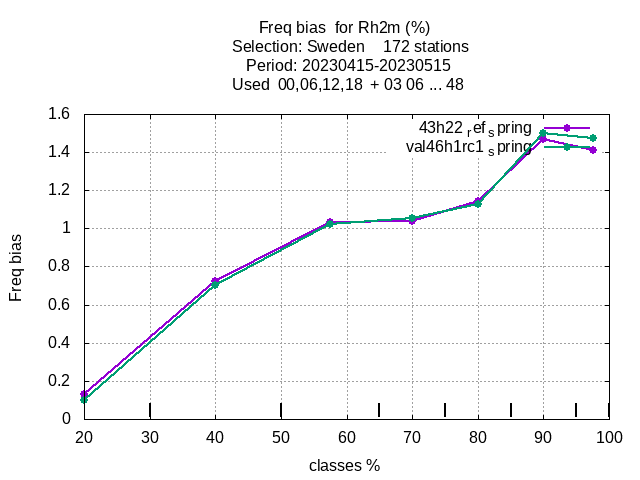 Freq bias  for Rh2m (%)
Selection: Sweden    172 stations
Period: 20230415-20230515
Used  00,06,12,18  + 03 06 ... 48
43h22 ref spring
val46h1rc1 spring
1.6
1.4
1.2
1
0.8
0.6
0.4
0.2
0
Freq bias
20 30 40 50 60 70 80 90 100
classes %